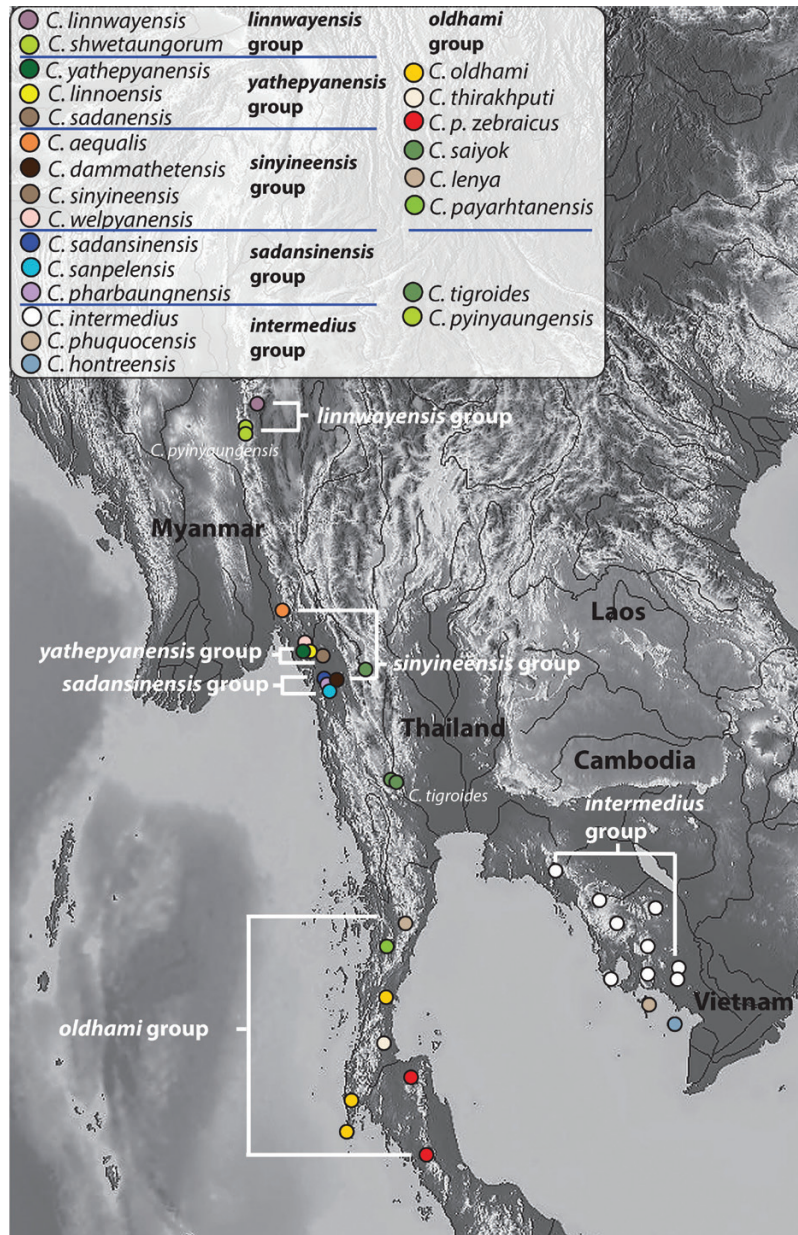 C. linnwayensis
C. shwetaungorum
linnwayensis
group
C. yathepyanensis
C. linnoensis
C. sadanensis
yathepyanensis
group
C. aequalis
C. dammathetensis
C. sinyineensis
C. welpyanensis
sinyineensis
group
C. sadansinensis
C. sanpelensis
C. pharbaungnensis
sadansinensis
group
C. intermedius
C. phuquocensis
C. hontreensis
intermedius
group
oldhami
group
C. oldhami
C. thirakhputi
C. p. zebraicus
C. saiyok
C. lenya
C. payarhtanensis
C. tigroides
C. pyinyaungensis
linnwayensis group
C. pyinyaungensis
Myanmar
Laos
yathepyanensis group
sinyineensis group
sadansinensis group
Thailand
Cambodia
C. tigroides
intermedius
group
Vietnam
oldhami group